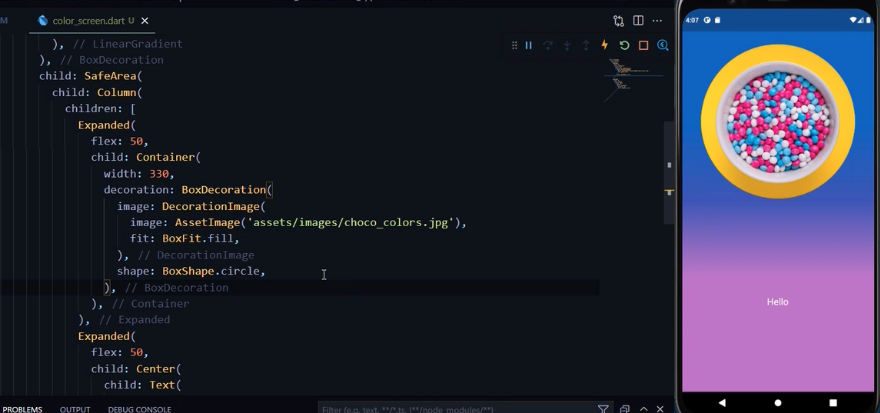 M color_screen.dart U
), // LinearGradient
), // BoxDecoration
child: SafeArea(
child: Column(
children: [
Expanded(
flex: 50,
child: Container(
width: 330,
decoration: BoxDecoration(
image: DecorationImage(
image: AssetImage('assets/images/choco_colors.jpg'),
fit: BoxFit.fill,
), // DecorationImage
shape: BoxShape.circle,
), // BoxDecoration
), // Container
), // Expanded
Expanded(
flex: 50,
child: Center(
child: Text(
PROBLEMS OUTPUT DEBUG CONSOLE
Filter (e.g. text, **/*.ts, !**/node_modules/**)
4:07
Hello